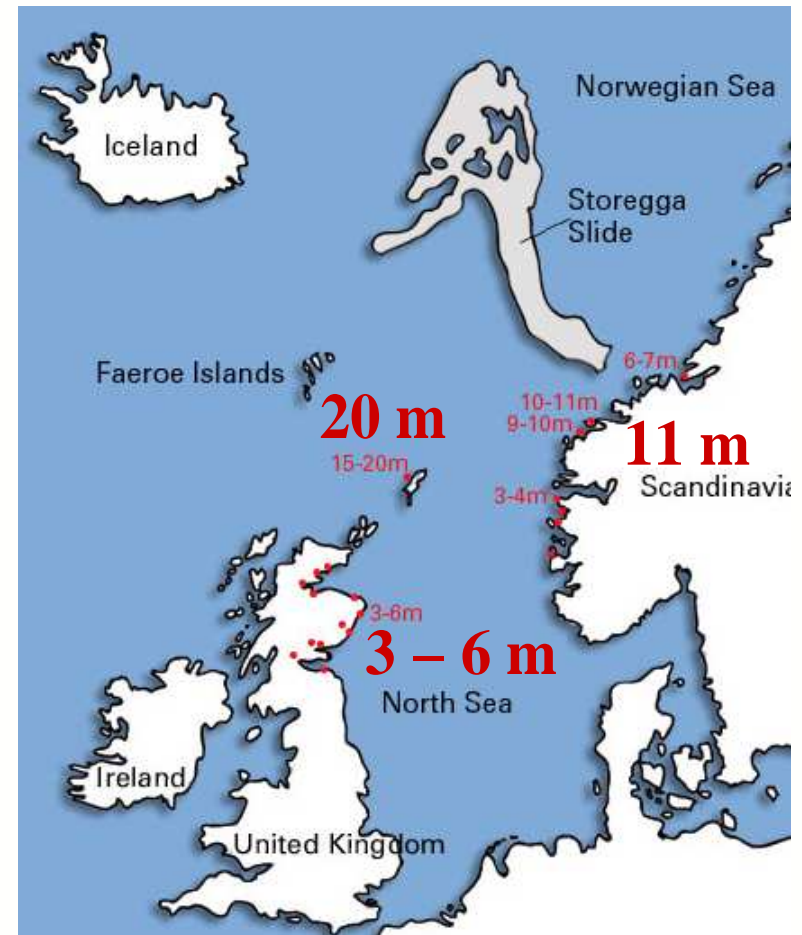 Norwegian Sea
Iceland
Storegga
Slide
Faeroe Islands
6-7m
10-11m
9-10m
20 m
11 m
15-20m
3-4m
Scandinavia
3-6m
3 – 6 m
North Sea
Ireland
United Kingdom